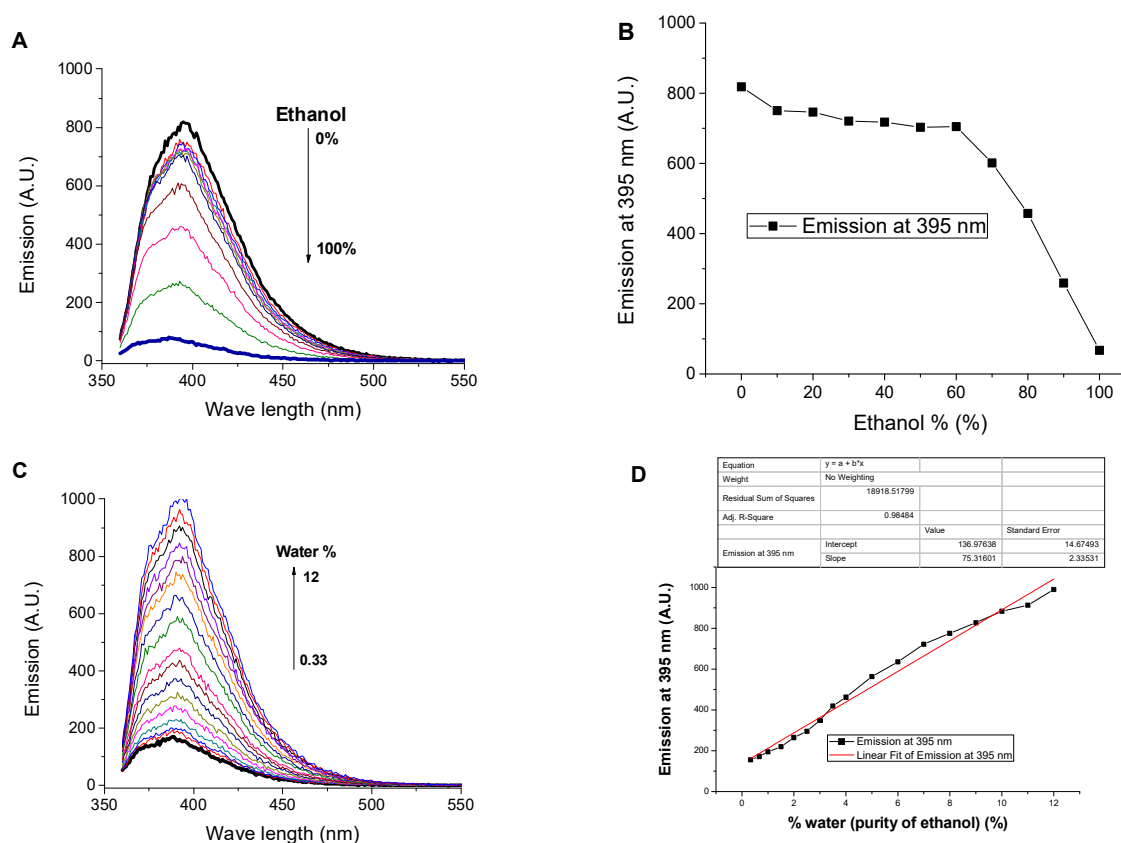 A
1000
800
600
400
200
0
Emission (A.U.)
Ethanol
0%
100%
350 400 450 500 550
Wave length (nm)
B
1000
800
600
400
200
0
Emission at 395 nm (A.U.)
Emission at 395 nm
0 20 40 60 80 100
Ethanol % (%)
C
1000
800
600
400
200
0
Emission (A.U.)
Water %
12
0.33
350 400 450 500 550
Wave length (nm)
D
Equation y = a + b*x
Weight No Weighting
Residual Sum of Squares 18918.51799
Adj. R-Square 0.98484
Value Standard Error
Emission at 395 nm Intercept 136.97638 14.67493
Slope 75.31601 2.33531
1000
800
600
400
200
0
Emission at 395 nm (A.U.)
Emission at 395 nm
Linear Fit of Emission at 395 nm
0 2 4 6 8 10 12
% water (purity of ethanol) (%)